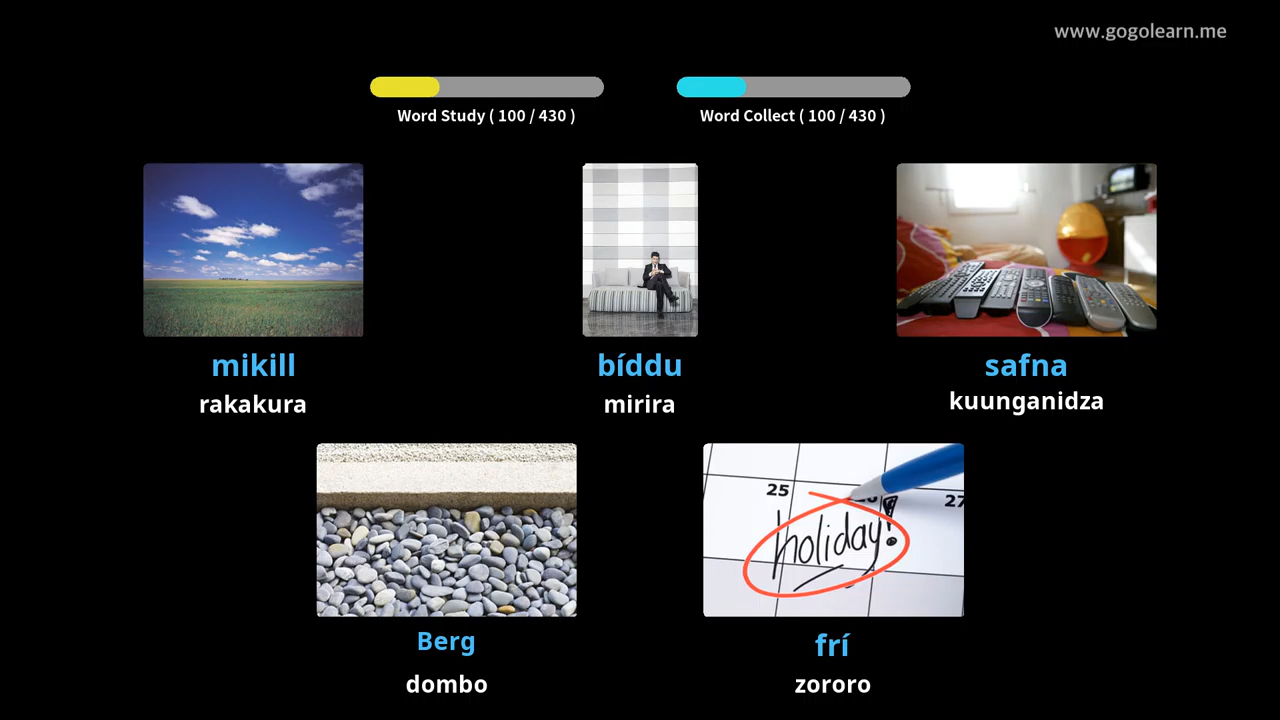 www.gogolearn.me
Word Study ( 100 / 430 )
Word Collect ( 100 / 430 )
mikill
rakakura
bíddu
mirira
safna
kuunganidza
25
27
holiday!
Berg
dombo
frí
zororo